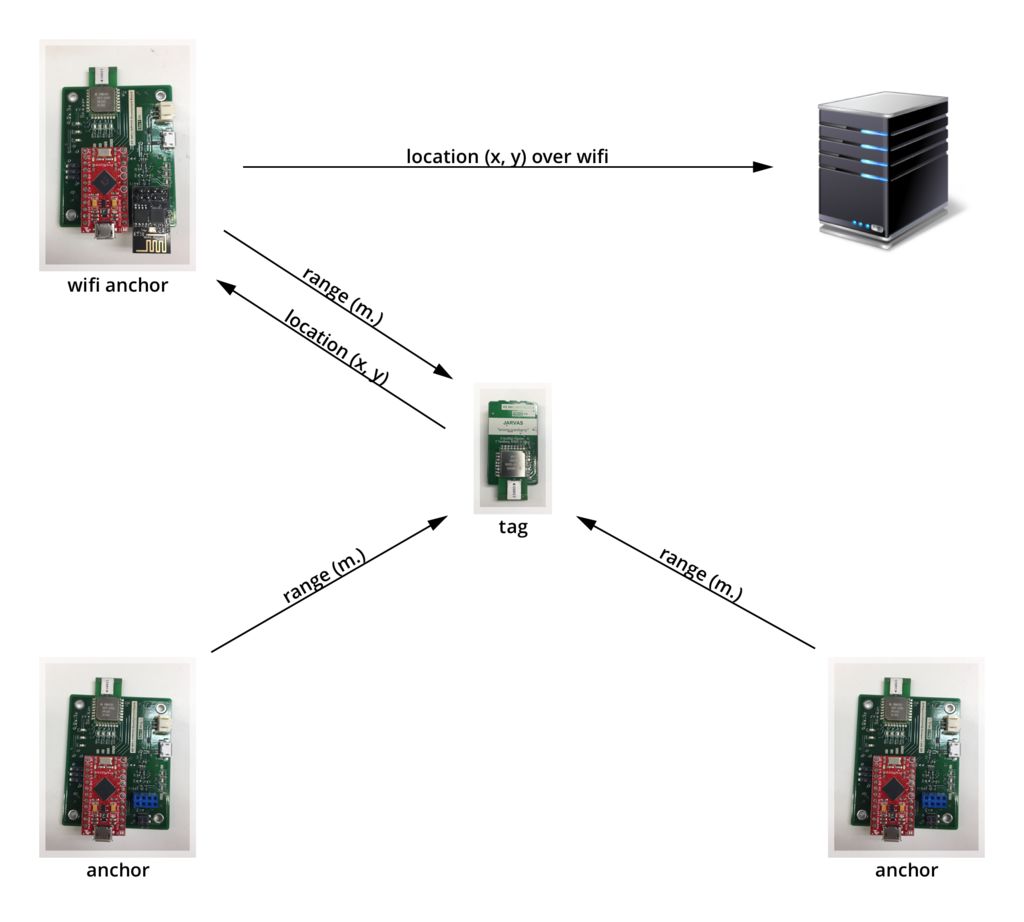 location (x, y) over wifi
wifi anchor
range (m.)
location (x, y)
JARVAS
tag
range (m.)
range (m.)
anchor
anchor